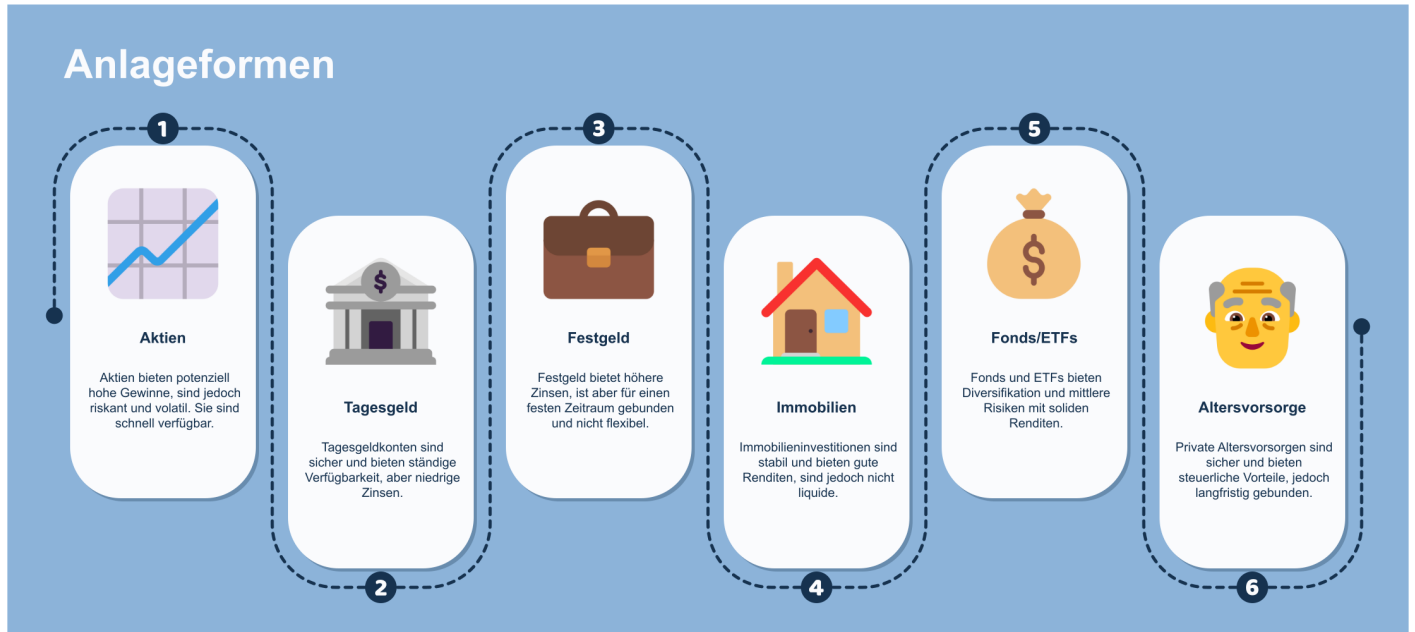 Anlageformen
1
Aktien
Aktien bieten potenziell
hohe Gewinne, sind jedoch
riskant und volatil. Sie sind
schnell verfügbar.
$
Tagesgeld
Tagesgeldkonten sind
sicher und bieten ständige
Verfügbarkeit, aber niedrige
Zinsen.
2
3
Festgeld
Festgeld bietet höhere
Zinsen, ist aber für einen
festen Zeitraum gebunden
und nicht flexibel.
Immobilien
Immobilieninvestitionen sind
stabil und bieten gute
Renditen, sind jedoch nicht
liquide.
4
5
$
Fonds/ETFs
Fonds und ETFs bieten
Diversifikation und mittlere
Risiken mit soliden
Renditen.
Altersvorsorge
Private Altersvorsorgen sind
sicher und bieten
steuerliche Vorteile, jedoch
langfristig gebunden.
6